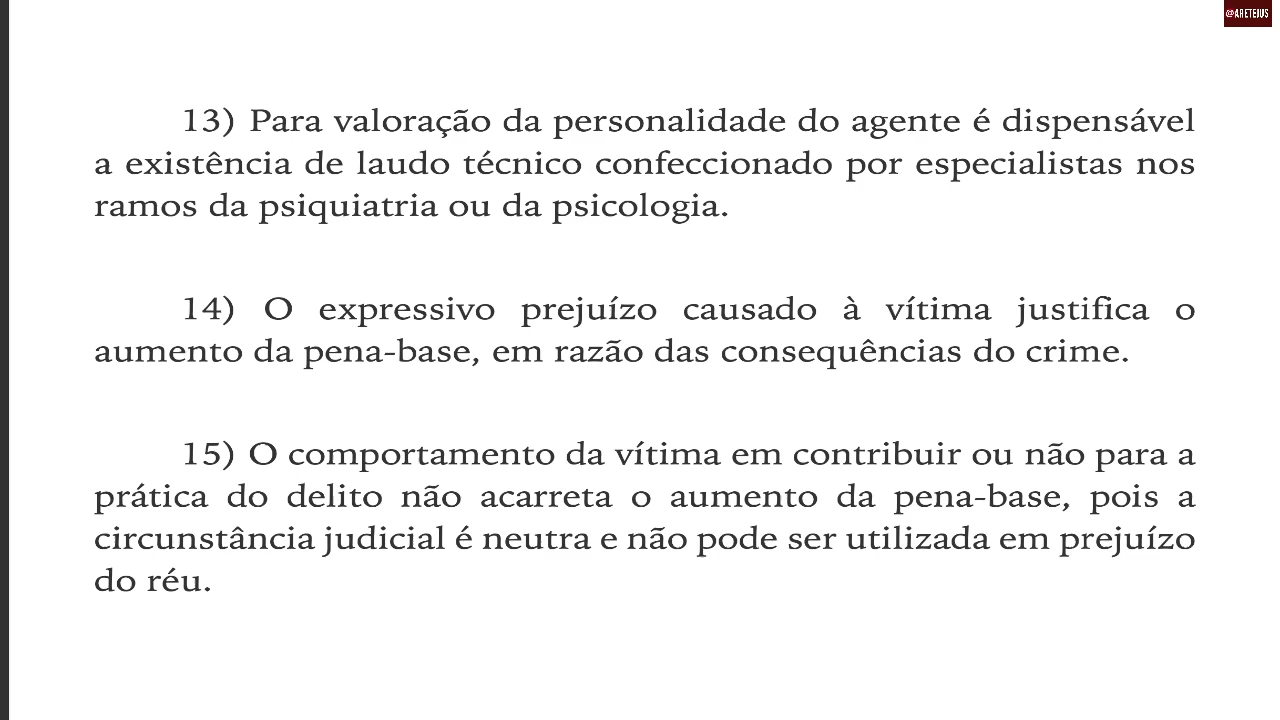 @ARETEJUS
13) Para valoração da personalidade do agente é dispensável
a existência de laudo técnico confeccionado por especialistas nos
ramos da psiquiatria ou da psicologia.
14) O expressivo prejuízo causado à vítima justifica o
aumento da pena-base, em razão das consequências do crime.
15) O comportamento da vítima em contribuir ou não para a
prática do delito não acarreta o aumento da pena-base, pois a
circunstância judicial é neutra e não pode ser utilizada em prejuízo
do réu.